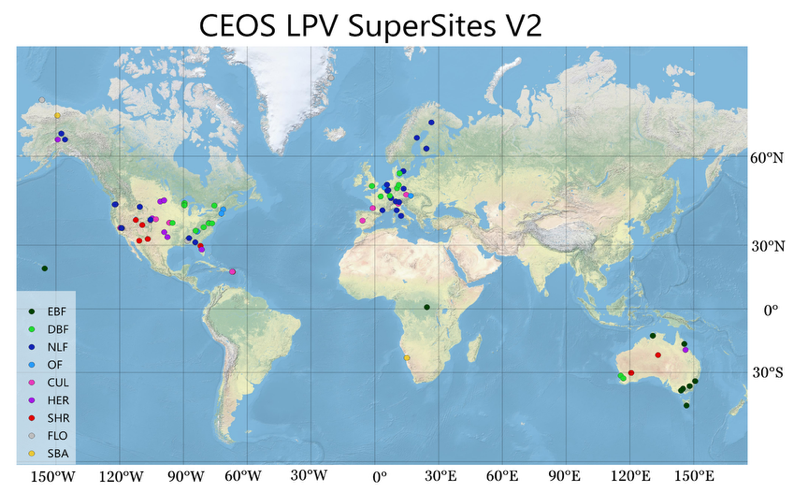 CEOS LPV SuperSites V2
60°N
30°N
0°
30°S
EBF
DBF
NLF
OF
CUL
HER
SHR
FLO
SBA
150°W 120°W 90°W 60°W 30°W 0° 30°E 60°E 90°E 120°E 150°E